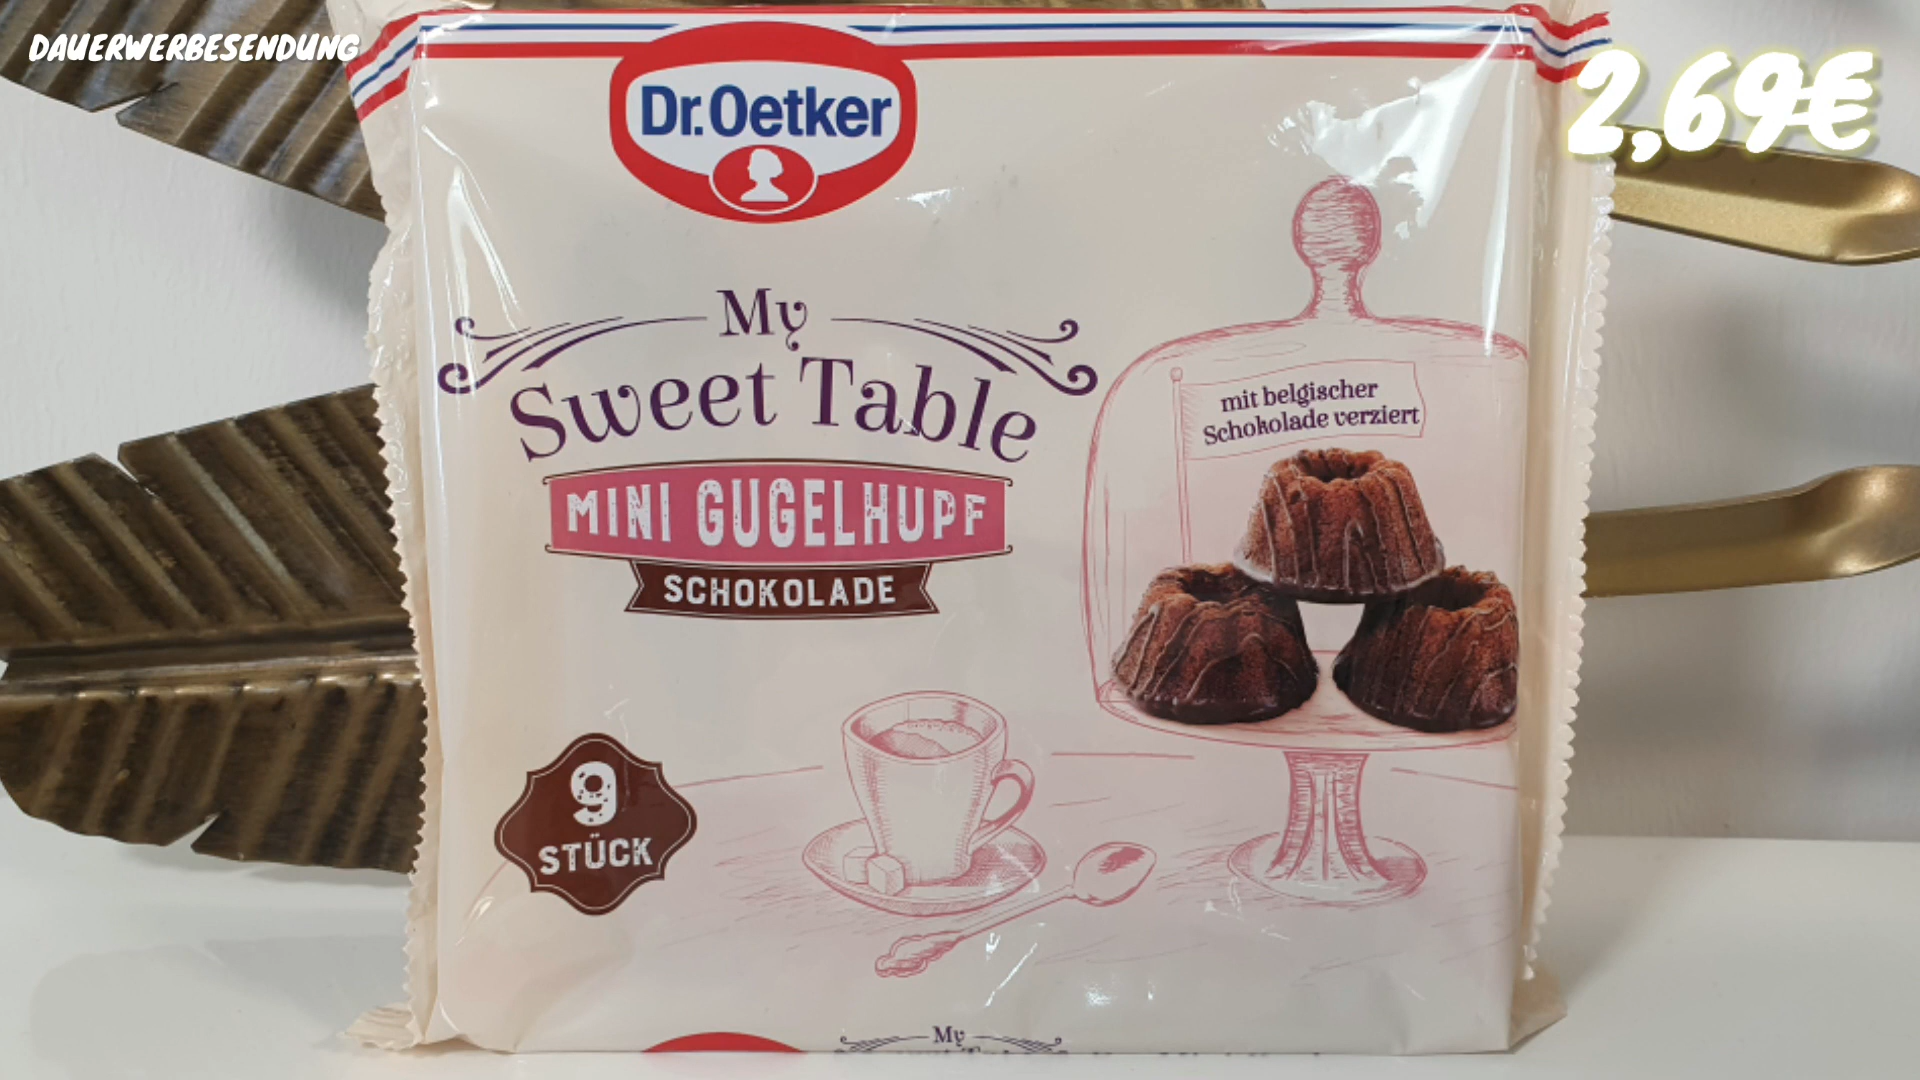 DAUERWERBESENDUNG
2,69€
Dr.Oetker
My
Sweet Table
MINI GUGELHUPF
SCHOKOLADE
mit belgischer
Schokolade verziert
9
STÜCK
My